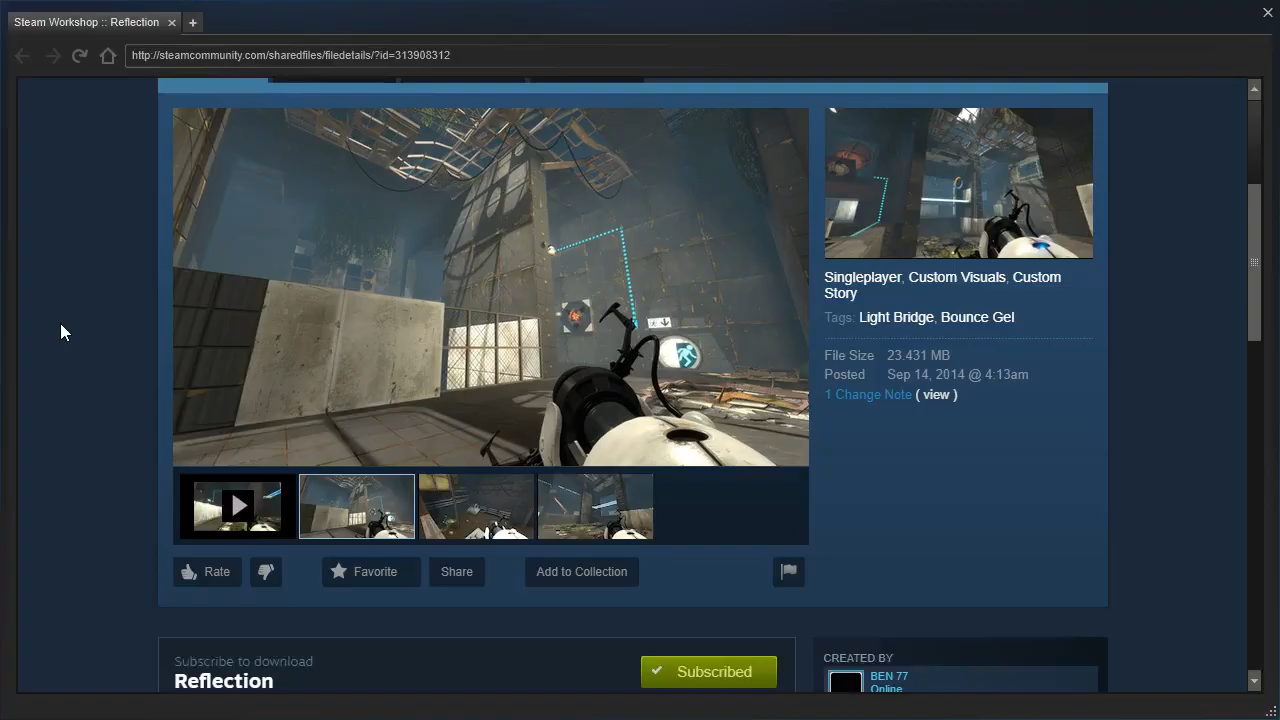 Steam Workshop :: Reflection
http://steamcommunity.com/sharedfiles/filedetails/?id=313908312
Singleplayer, Custom Visuals, Custom
Story
Tags: Light Bridge, Bounce Gel
File Size 23.431 MB
Posted Sep 14, 2014 @ 4:13am
1 Change Note ( view )
Rate
Favorite
Share
Add to Collection
Subscribe to download
Reflection
Subscribed
CREATED BY
BEN 77
Online